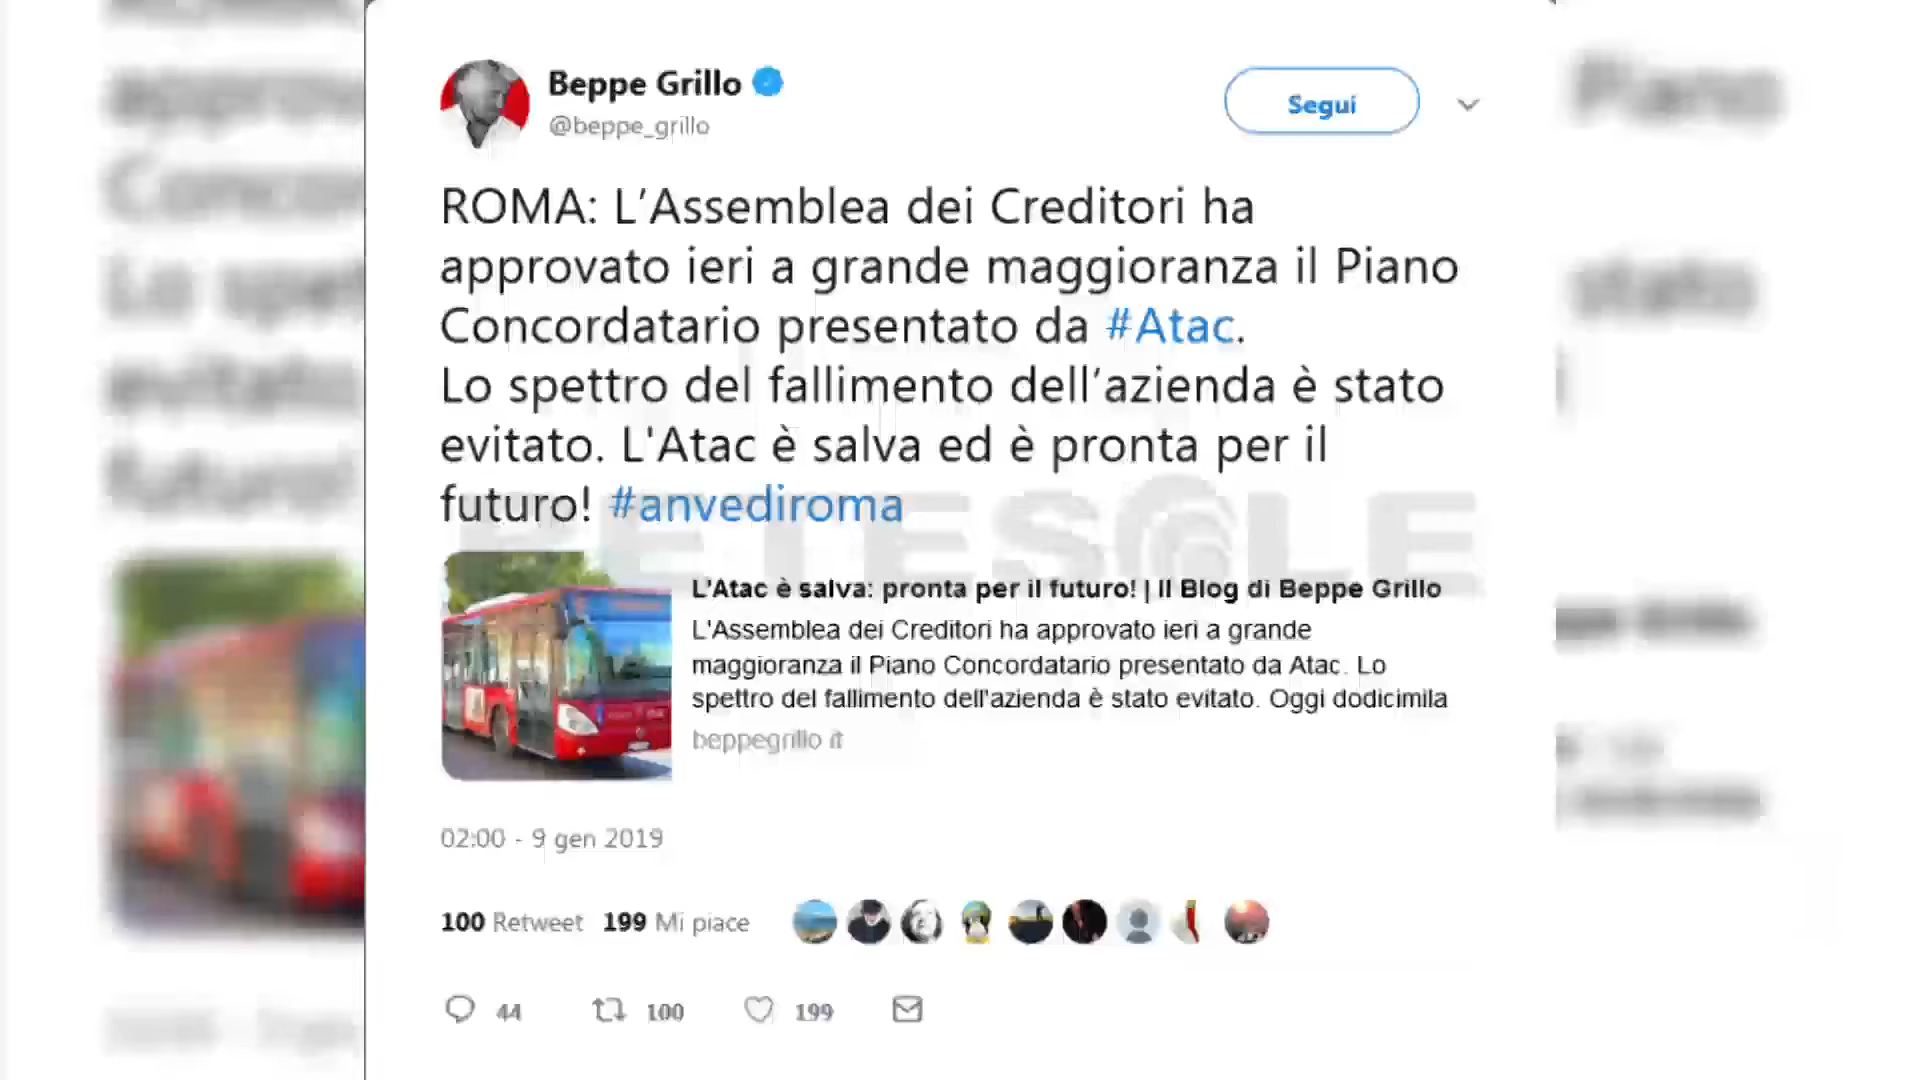 Beppe Grillo
@beppe_grillo
Segui
ROMA: L’Assemblea dei Creditori ha
approvato ieri a grande maggioranza il Piano
Concordatario presentato da #Atac.
Lo spettro del fallimento dell’azienda è stato
evitato. L'Atac è salva ed è pronta per il
futuro! #anvediroma
L'Atac è salva: pronta per il futuro! | Il Blog di Beppe Grillo
L'Assemblea dei Creditori ha approvato ieri a grande
maggioranza il Piano Concordatario presentato da Atac. Lo
spettro del fallimento dell'azienda è stato evitato. Oggi dodicimila
beppegrillo.it
02:00 - 9 gen 2019
100 Retweet 199 Mi piace
44 100 199